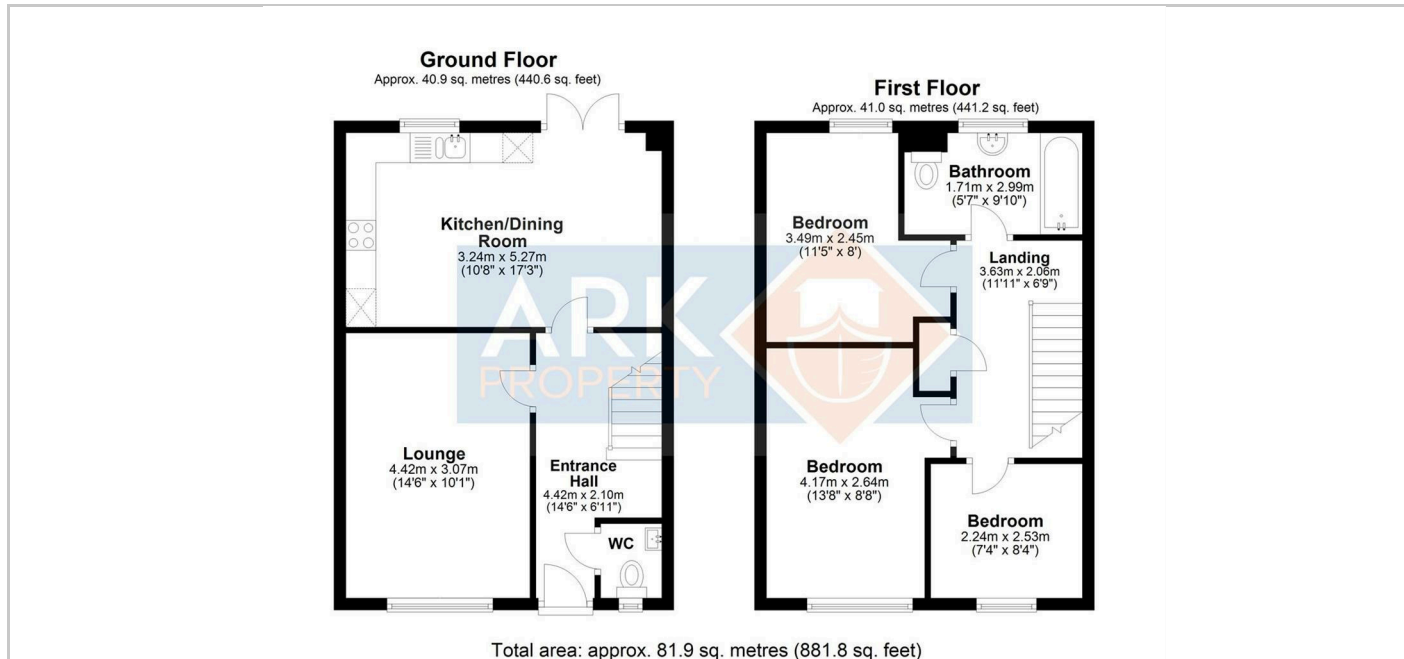 Ground Floor
Approx. 40.9 sq. metres (440.6 sq. feet)
Kitchen/Dining
Room
3.24m x 5.27m
(10'8" x 17'3")
Lounge
4.42m x 3.07m
(14'6" x 10'1")
Entrance
Hall
4.42m x 2.10m
(14'6" x 6'11")
WC
First Floor
Approx. 41.0 sq. metres (441.2 sq. feet)
Bathroom
1.71m x 2.99m
(5'7" x 9'10")
Bedroom
3.49m x 2.45m
(11'5" x 8')
Landing
3.63m x 2.06m
(11'11" x 6'9")
Bedroom
4.17m x 2.64m
(13'8" x 8'8")
Bedroom
2.24m x 2.53m
(7'4" x 8'4")
ARK
PROPERTY
Total area: approx. 81.9 sq. metres (881.8 sq. feet)